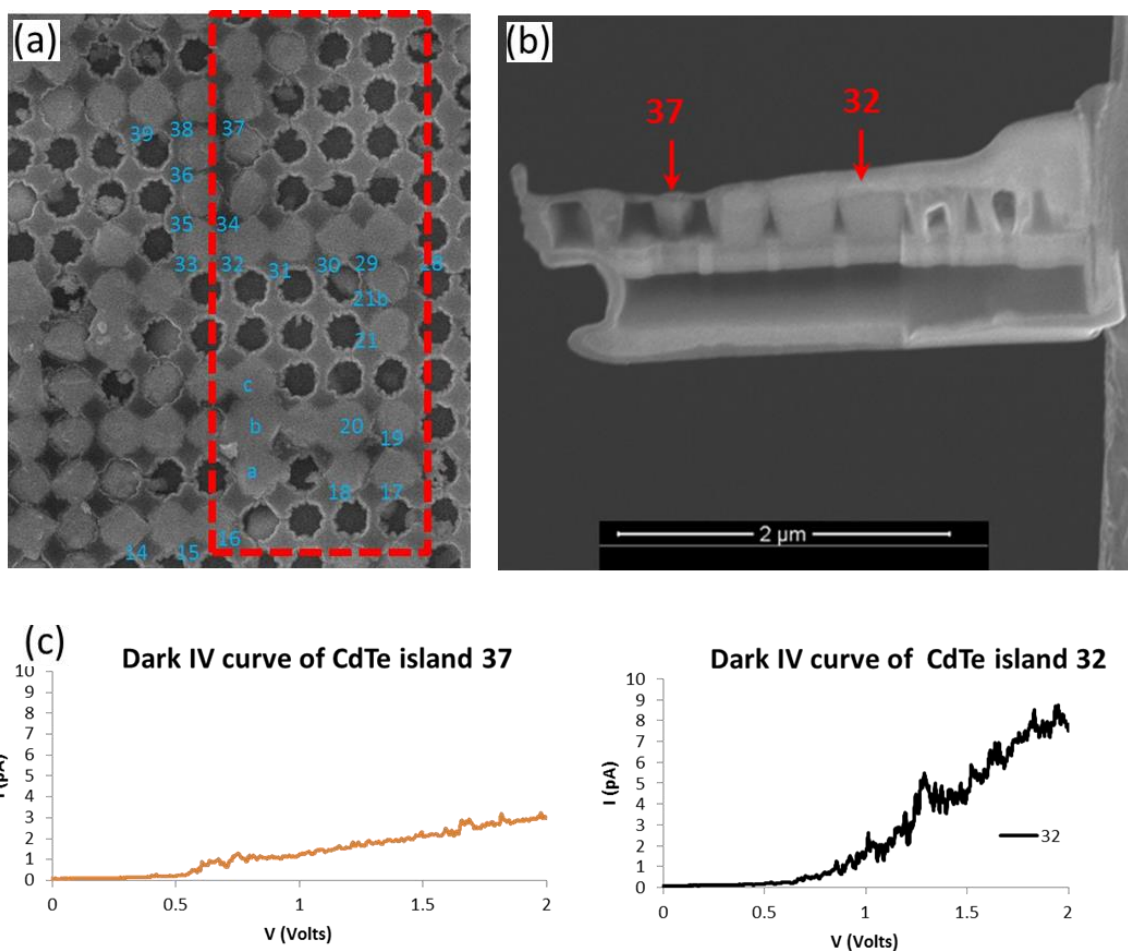 (a)
39 38 37
36
35 34
33 32 31 30 29 28
21b
21
c
b 20 19
a 18 17
16
14 15
(b)
37 32
2 µm
(c)
Dark IV curve of CdTe island 37
10
9
8
7
6
5
4
3
2
1
0
I (pA)
0 0.5 1 1.5 2
V (Volts)
Dark IV curve of CdTe island 32
10
9
8
7
6
5
4
3
2
1
0
I (pA)
32
0 0.5 1 1.5 2
V (Volts)